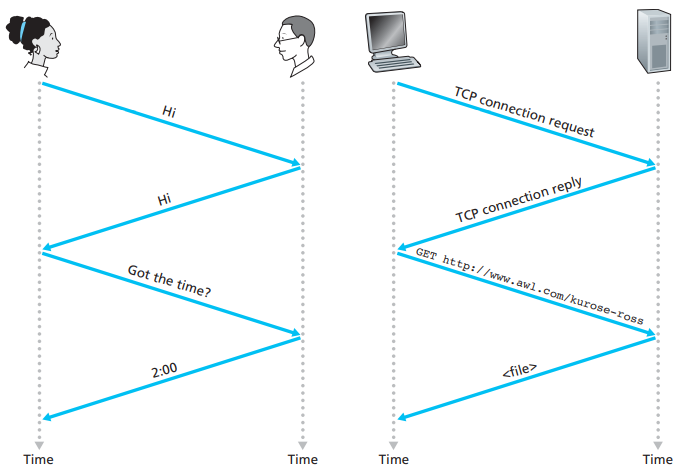 Hi
Hi
Got the time?
2:00
Time
Time
TCP connection request
TCP connection reply
GET http://www.awl.com/kurose-ross
<file>
Time
Time